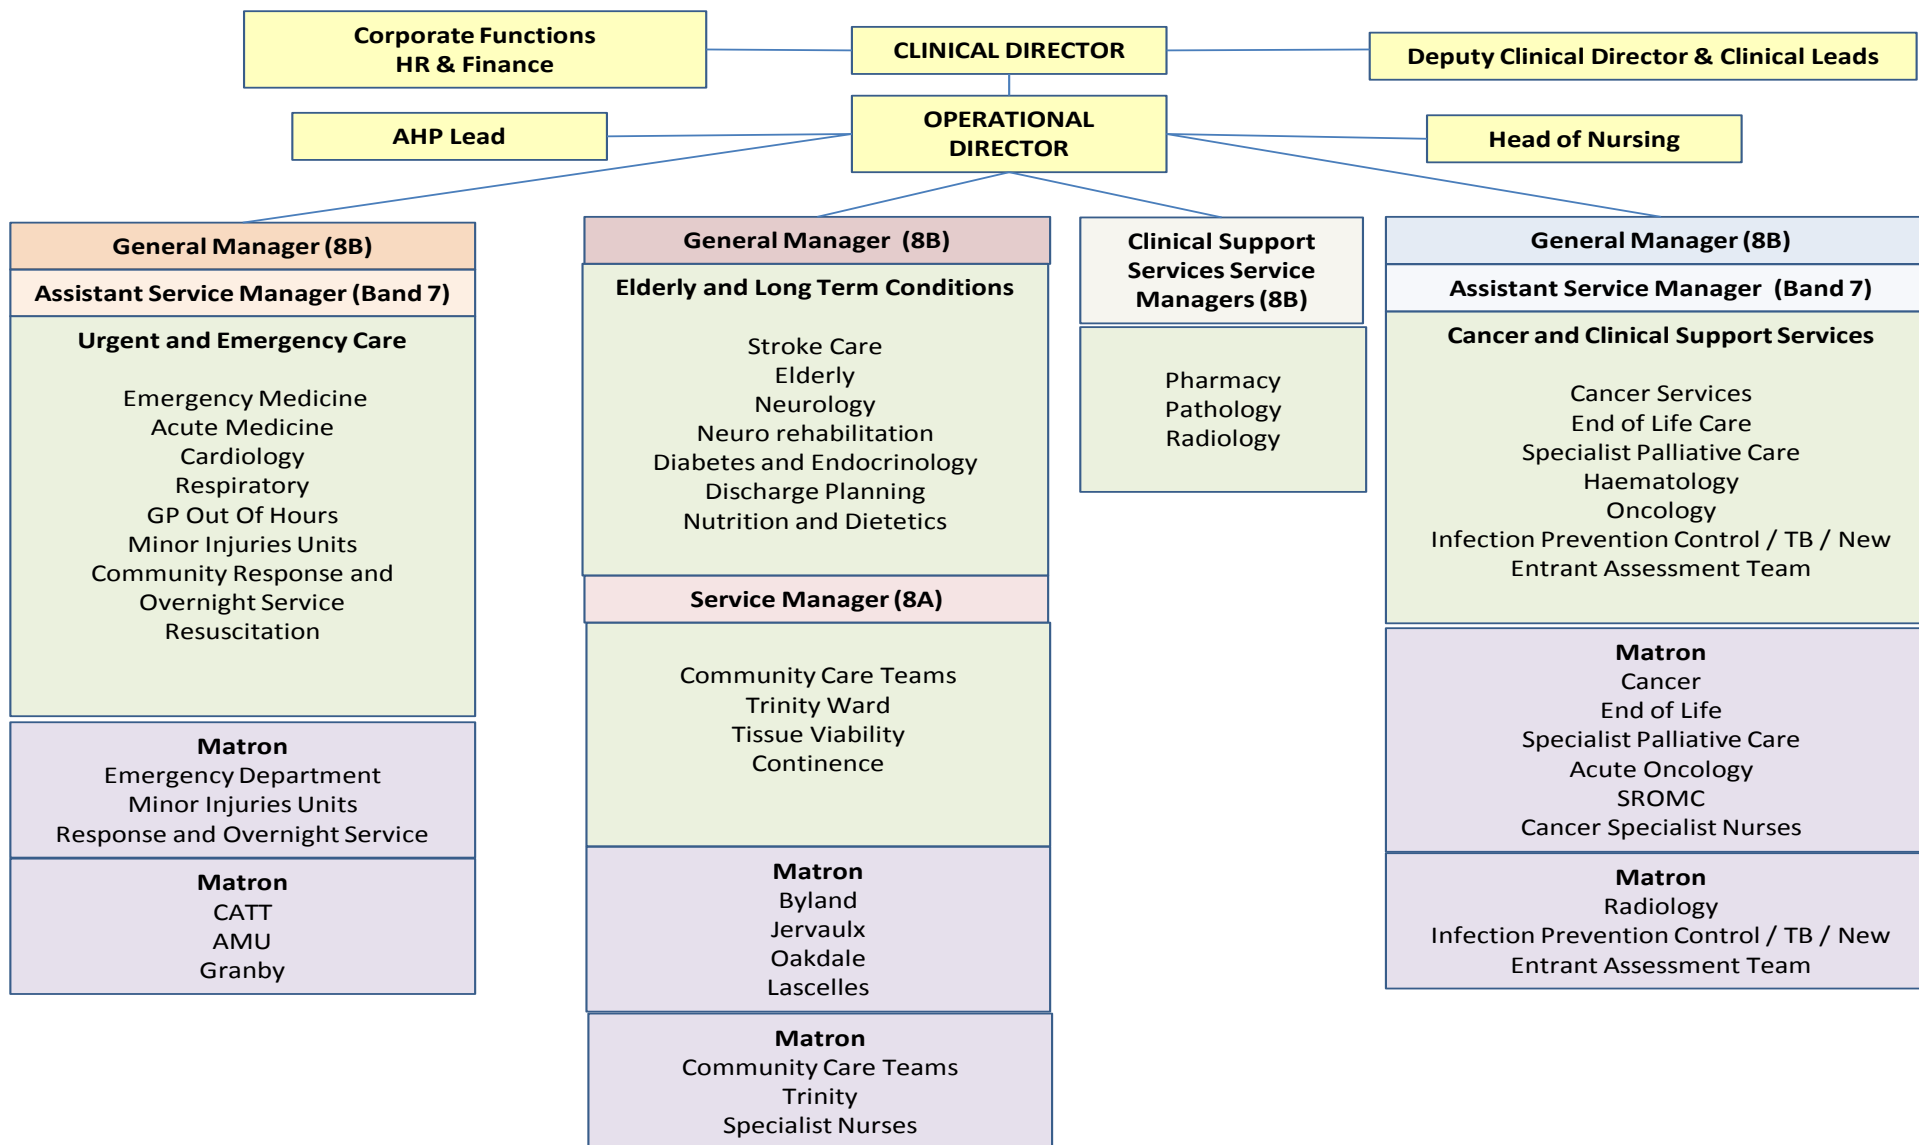 Corporate Functions
HR & Finance
CLINICAL DIRECTOR
Deputy Clinical Director & Clinical Leads
AHP Lead
OPERATIONAL
DIRECTOR
Head of Nursing
General Manager (8B)
Assistant Service Manager (Band 7)
Urgent and Emergency Care
Emergency Medicine
Acute Medicine
Cardiology
Respiratory
GP Out Of Hours
Minor Injuries Units
Community Response and
Overnight Service
Resuscitation
Matron
Emergency Department
Minor Injuries Units
Response and Overnight Service
Matron
CATT
AMU
Granby
General Manager (8B)
Elderly and Long Term Conditions
Stroke Care
Elderly
Neurology
Neuro rehabilitation
Diabetes and Endocrinology
Discharge Planning
Nutrition and Dietetics
Service Manager (8A)
Community Care Teams
Trinity Ward
Tissue Viability
Continence
Matron
Byland
Jervaulx
Oakdale
Lascelles
Matron
Community Care Teams
Trinity
Specialist Nurses
Clinical Support
Services Service
Managers (8B)
Pharmacy
Pathology
Radiology
General Manager (8B)
Assistant Service Manager (Band 7)
Cancer and Clinical Support Services
Cancer Services
End of Life Care
Specialist Palliative Care
Haematology
Oncology
Infection Prevention Control / TB / New
Entrant Assessment Team
Matron
Cancer
End of Life
Specialist Palliative Care
Acute Oncology
SROMC
Cancer Specialist Nurses
Matron
Radiology
Infection Prevention Control / TB / New
Entrant Assessment Team